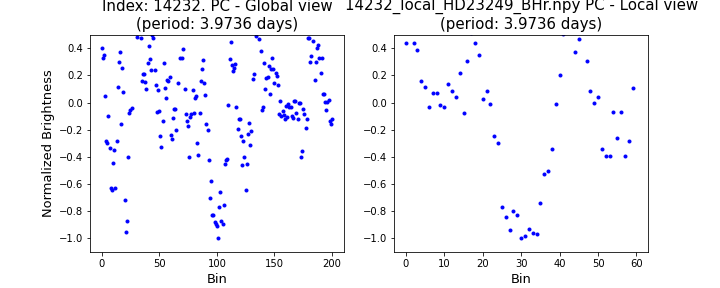 Index: 14232. PC - Global view
(period: 3.9736 days)
14232_local_HD23249_BHr.npy PC - Local view
(period: 3.9736 days)
Normalized Brightness
0.4
0.2
0.0
−0.2
−0.4
−0.6
−0.8
−1.0
0 50 100 150 200
Bin
0.4
0.2
0.0
−0.2
−0.4
−0.6
−0.8
−1.0
0 10 20 30 40 50 60
Bin